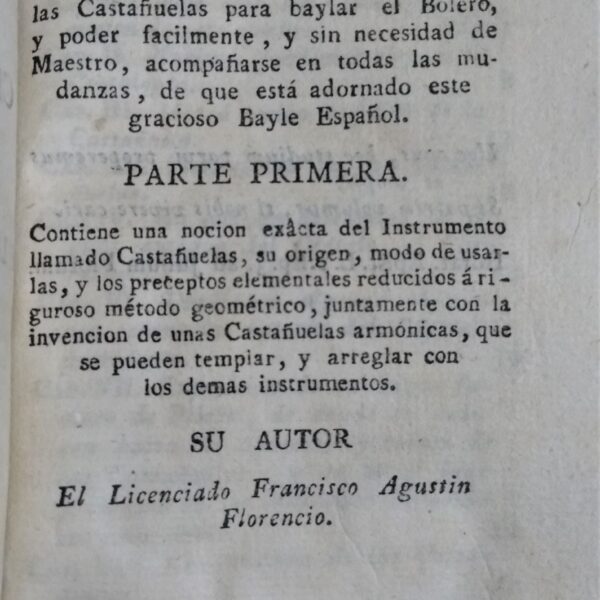 las Castañuelas para baylar el Bolero,
y poder facilmente, y sin necesidad de
Maestro, acompañarse en todas las mu-
danzas, de que está adornado este
gracioso Bayle Español.
PARTE PRIMERA.
Contiene una nocion exâcta del Instrumento
llamado Castañuelas, su origen, modo de usar-
las, y los preceptos elementales reducidos á ri-
guroso método geométrico, juntamente con la
invencion de unas Castañuelas armónicas, que
se pueden templar, y arreglar con
los demas instrumentos.
SU AUTOR
El Licenciado Francisco Agustin
Florencio.